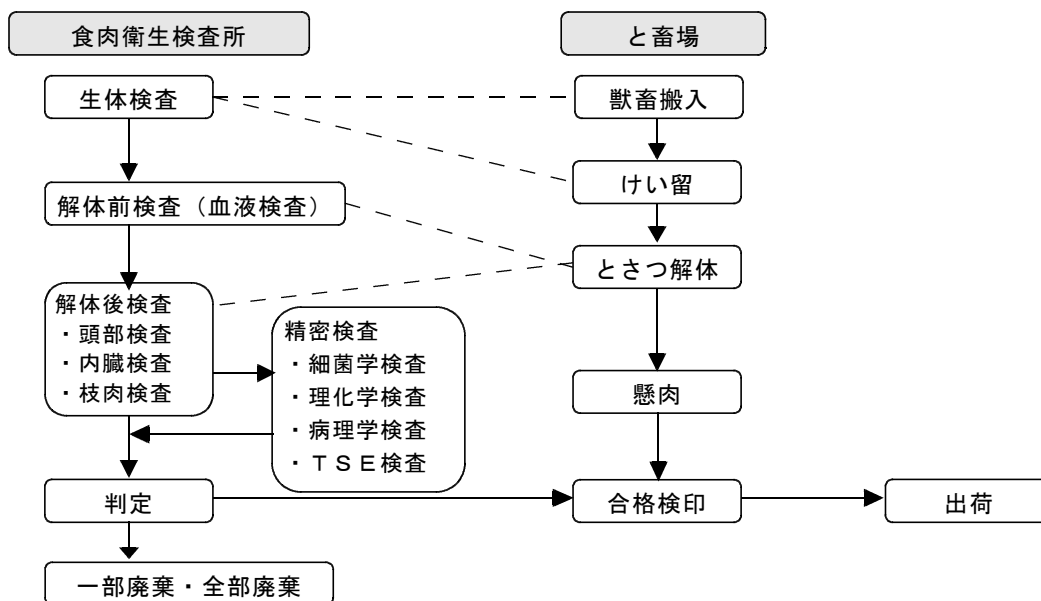 食肉衛生検査所
と畜場
生体検査
獣畜搬入
けい留
解体前検査（血液検査）
とさつ解体
解体後検査
・頭部検査
・内臓検査
・枝肉検査
精密検査
・細菌学検査
・理化学検査
・病理学検査
・ＴＳＥ検査
懸肉
判定
合格検印
出荷
一部廃棄・全部廃棄